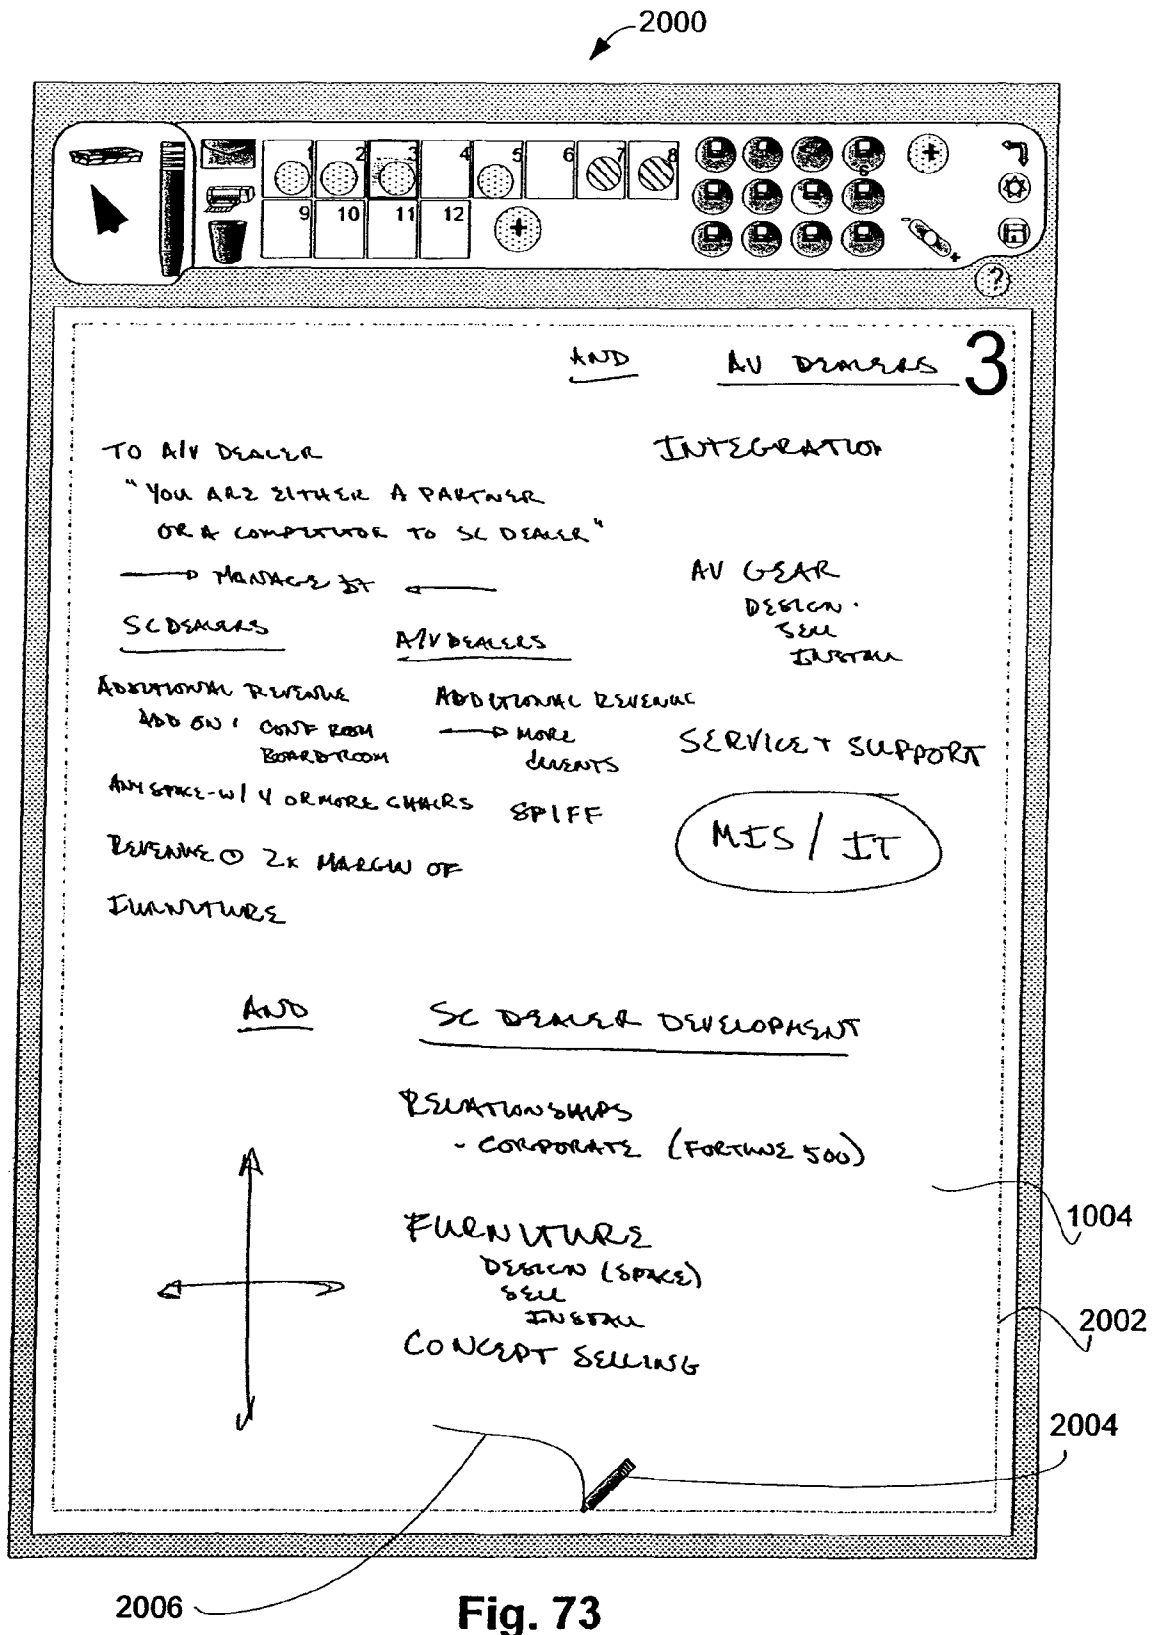 2000
1 2 3 4 5 6 7 8
9 10 11 12
?
3
AND AV DEALERS
TO A/V DEALER
"YOU ARE EITHER A PARTNER
OR A COMPETITOR TO SC DEALER"
MANAGE IT
SC DEALERS
A/V DEALERS
ADDITIONAL REVENUE
ADD ON: CONF ROOM
BOARDROOM
ANY SPACE - W/ 4 OR MORE CHAIRS
REVENUE @ 2X MARGIN OF
FURNITURE
ADDITIONAL REVENUE
MORE
CLIENTS
SPIFF
INTEGRATION
AV GEAR
DESIGN
SELL
INSTALL
SERVICE + SUPPORT
MIS / IT
AND SC DEALER DEVELOPMENT
RELATIONSHIPS
- CORPORATE (FORTUNE 500)
FURNITURE
DESIGN (SPACE)
SELL
INSTALL
CONCEPT SELLING
1004
2002
2004
2006
Fig. 73